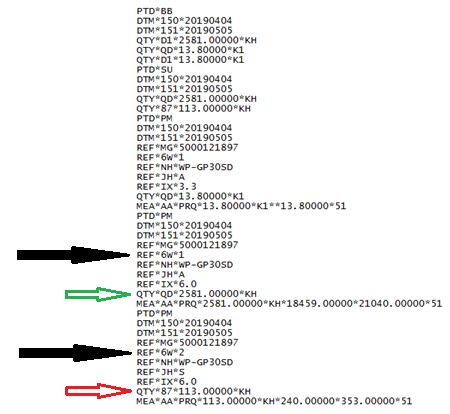 PTD*BB
DTM*150*20190404
DTM*151*20190505
QTY*D1*2581.00000*KH
QTY*QD*13.80000*K1
QTY*D1*13.80000*K1
PTD*SU
DTM*150*20190404
DTM*151*20190505
QTY*QD*2581.00000*KH
QTY*87*113.00000*KH
PTD*PM
DTM*150*20190404
DTM*151*20190505
REF*MG*5000121897
REF*6W*1
REF*NH*WP-GP30SD
REF*JH*A
REF*IX*3.3
QTY*QD*13.80000*K1
MEA*AA*PRQ*13.80000*K1**13.80000*51
PTD*PM
DTM*150*20190404
DTM*151*20190505
REF*MG*5000121897
REF*6W*1
REF*NH*WP-GP30SD
REF*JH*A
REF*IX*6.0
QTY*QD*2581.00000*KH
MEA*AA*PRQ*2581.00000*KH*18459.00000*21040.00000*51
PTD*PM
DTM*150*20190404
DTM*151*20190505
REF*MG*5000121897
REF*6W*2
REF*NH*WP-GP30SD
REF*JH*S
REF*IX*6.0
QTY*87*113.00000*KH
MEA*AA*PRQ*113.00000*KH*240.00000*353.00000*51